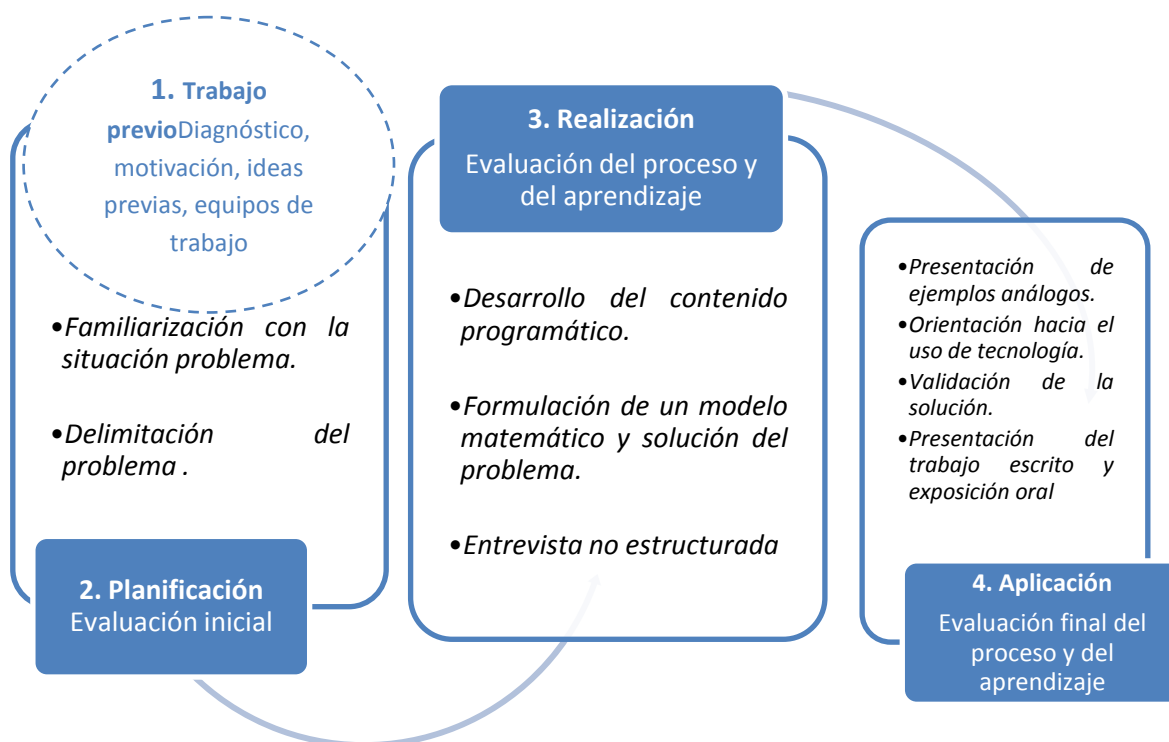 1. Trabajo
previoDiagnóstico,
motivación, ideas
previas, equipos de
trabajo
•Familiarización con la
situación problema.
•Delimitación del
problema .
2. Planificación
Evaluación inicial
3. Realización
Evaluación del proceso y
del aprendizaje
•Desarrollo del contenido
programático.
•Formulación de un modelo
matemático y solución del
problema.
•Entrevista no estructurada
•Presentación de
ejemplos análogos.
•Orientación hacia el
uso de tecnología.
•Validación de la
solución.
•Presentación del
trabajo escrito y
exposición oral
4. Aplicación
Evaluación final del
proceso y del
aprendizaje